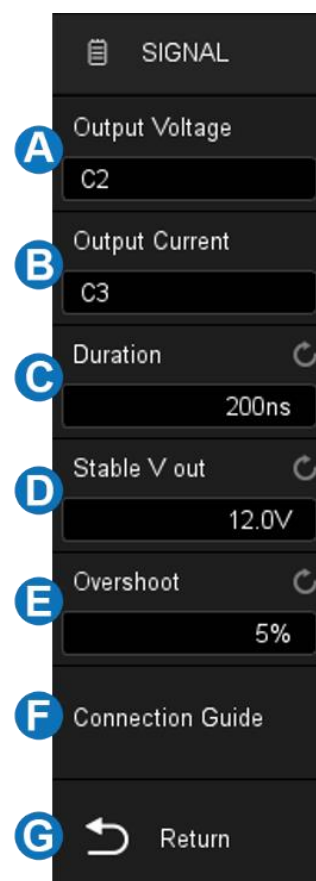 SIGNAL
A Output Voltage
C2
B Output Current
C3
C Duration
200ns
D Stable V out
12.0V
E Overshoot
5%
F Connection Guide
G Return